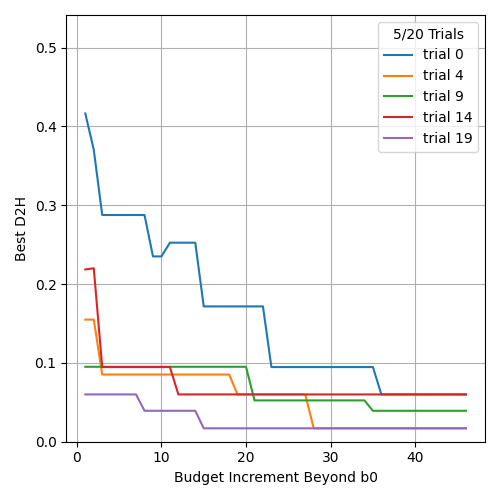 5/20 Trials
trial 0
trial 4
trial 9
trial 14
trial 19
Best D2H
0.5
0.4
0.3
0.2
0.1
0.0
0
10
20
30
40
Budget Increment Beyond b0